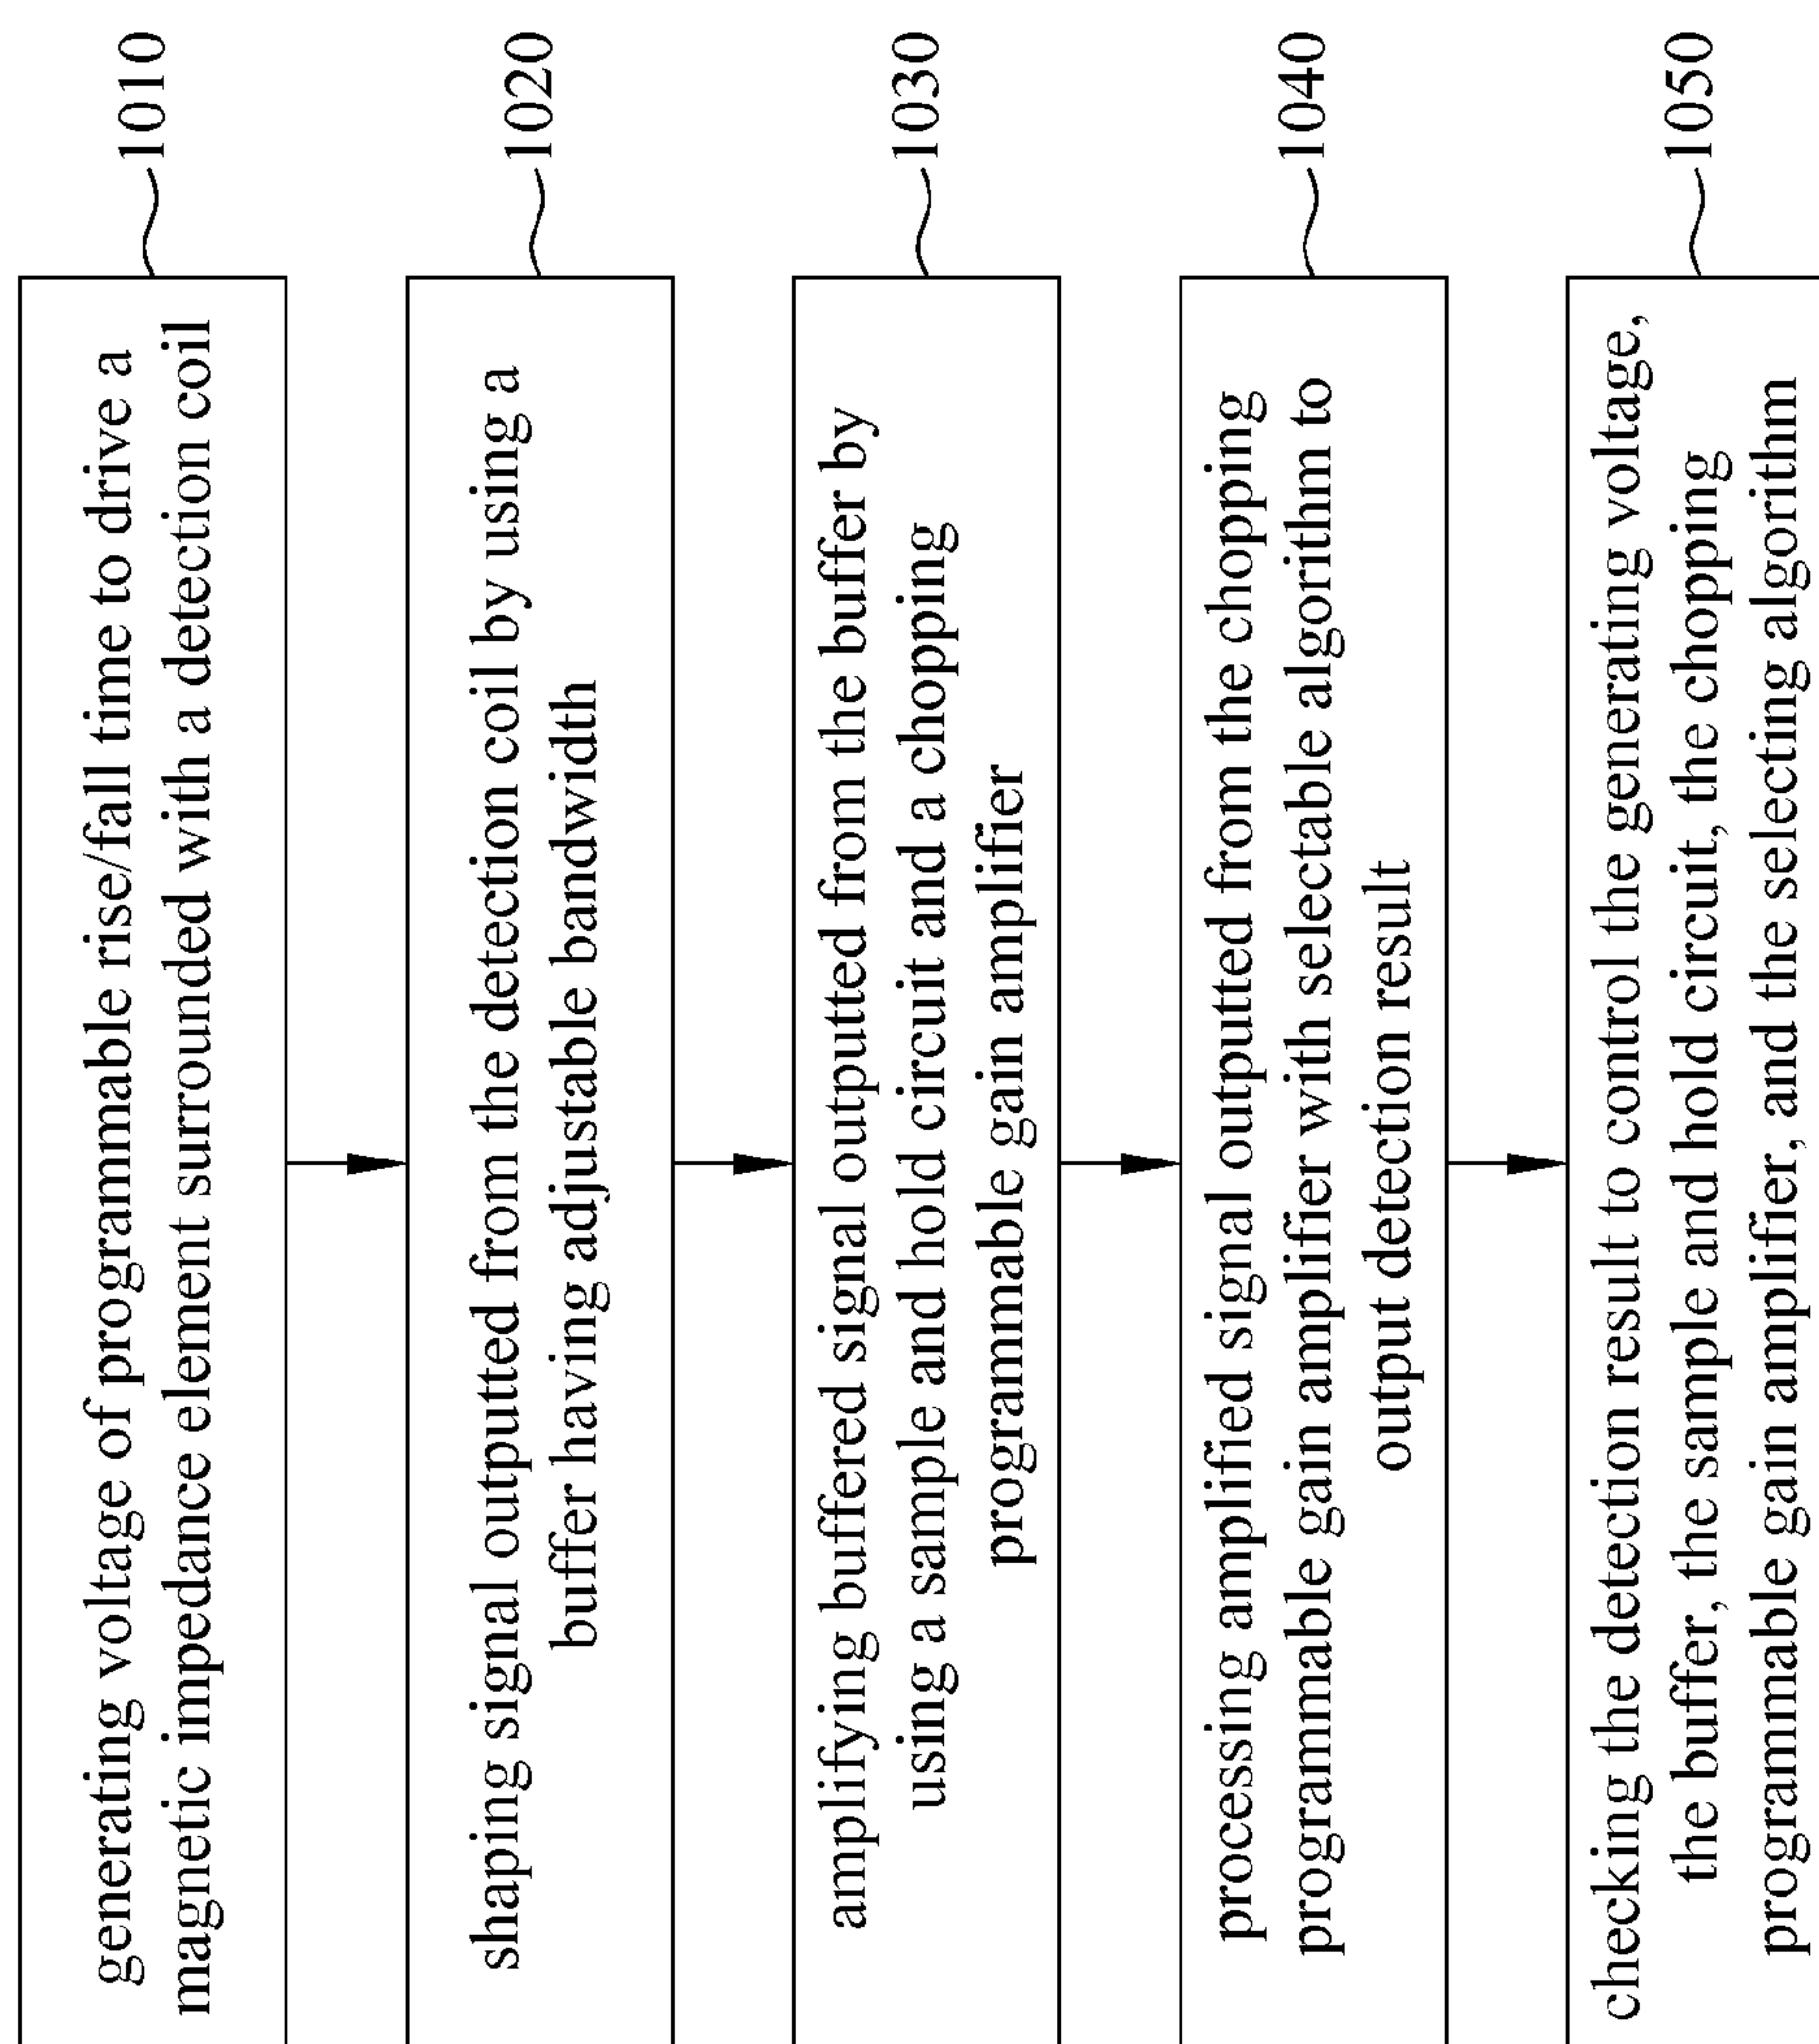 generating voltage of programmable rise/fall time to drive a
magnetic impedance element surrounded with a detection coil
1010
shaping signal outputted from the detection coil by using a
buffer having adjustable bandwidth
1020
amplifying buffered signal outputted from the buffer by
using a sample and hold circuit and a chopping
programmable gain amplifier
1030
processing amplified signal outputted from the chopping
programmable gain amplifier with selectable algorithm to
output detection result
1040
checking the detection result to control the generating voltage,
the buffer, the sample and hold circuit, the chopping
programmable gain amplifier, and the selecting algorithm
1050